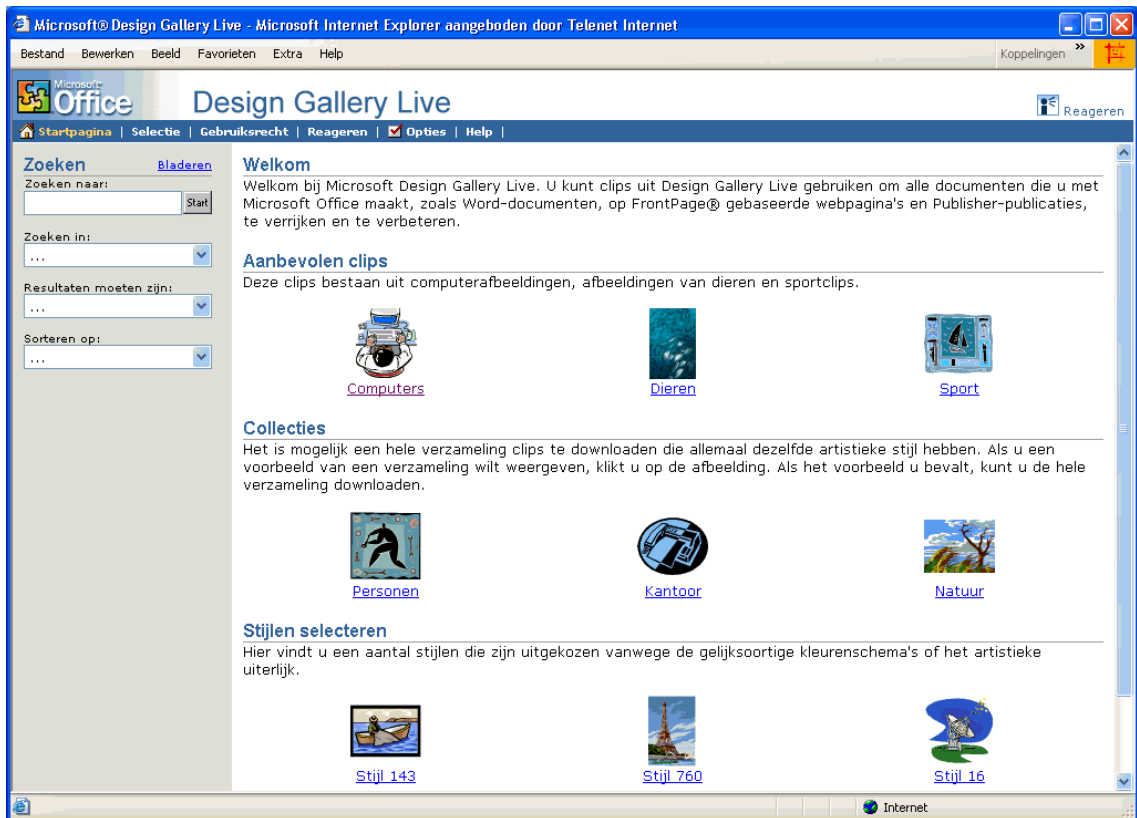 Microsoft® Design Gallery Live - Microsoft Internet Explorer aangeboden door Telenet Internet
Bestand Bewerken Beeld Favorieten Extra Help
Koppelingen »
Microsoft
Office
Design Gallery Live
Reageren
Startpagina | Selectie | Gebruiksrecht | Reageren | Opties | Help |
Zoeken Bladeren
Zoeken naar:
Start
Zoeken in:
...
Resultaten moeten zijn:
...
Sorteren op:
...
Welkom
Welkom bij Microsoft Design Gallery Live. U kunt clips uit Design Gallery Live gebruiken om alle documenten die u met
Microsoft Office maakt, zoals Word-documenten, op FrontPage® gebaseerde webpagina's en Publisher-publicaties,
te verrijken en te verbeteren.
Aanbevolen clips
Deze clips bestaan uit computerafbeeldingen, afbeeldingen van dieren en sportclips.
Computers Dieren Sport
Collecties
Het is mogelijk een hele verzameling clips te downloaden die allemaal dezelfde artistieke stijl hebben. Als u een
voorbeeld van een verzameling wilt weergeven, klikt u op de afbeelding. Als het voorbeeld u bevalt, kunt u de hele
verzameling downloaden.
Personen Kantoor Natuur
Stijlen selecteren
Hier vindt u een aantal stijlen die zijn uitgekozen vanwege de gelijksoortige kleurenschema's of het artistieke
uiterlijk.
Stijl 143 Stijl 760 Stijl 16
Internet